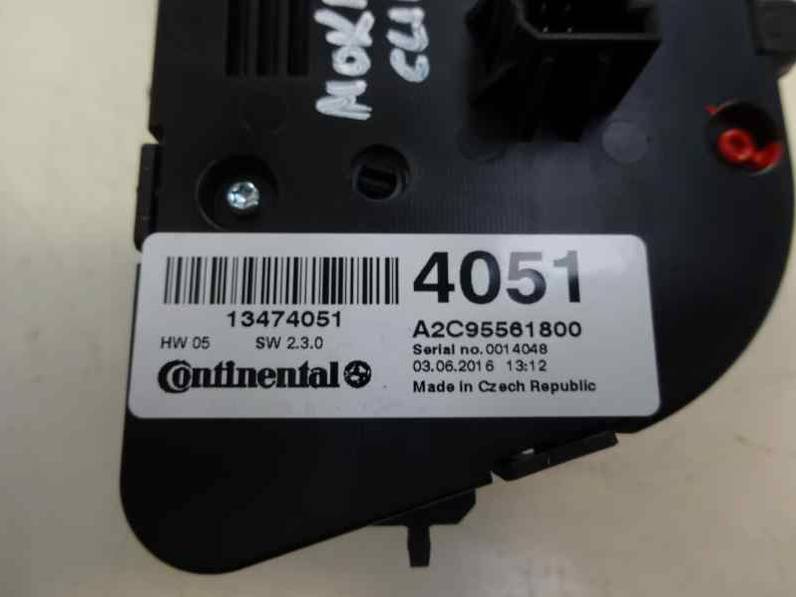 4051
13474051
A2C95561800
HW 05 SW 2.3.0
Serial no.0014048
03.06.2016 13:12
Continental
Made in Czech Republic